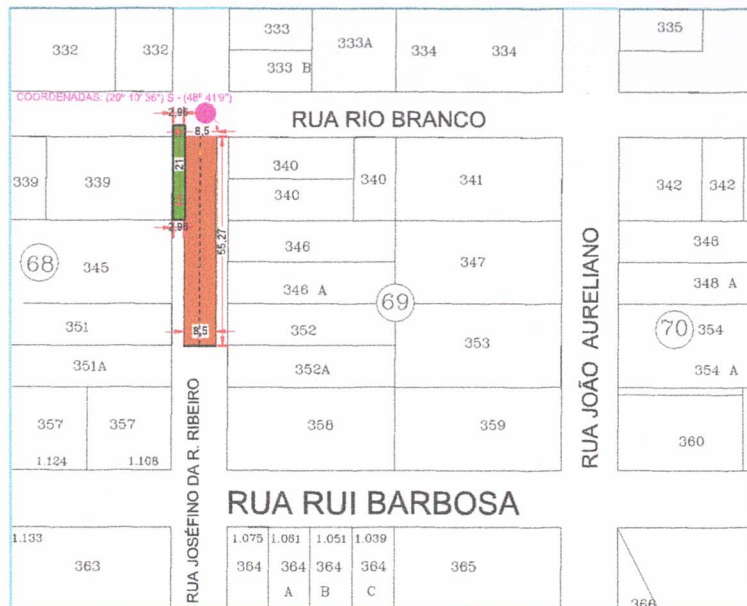 332 332 333 333A 334 334 335
333 B
COORDENADAS: (20° 10' 36") S - (48° 41'9")
2,95
8,5
RUA RIO BRANCO
21
339 339 340 340 341 342 342
340
2,95
55,27
68 345 346 347 348
346 A 69 348 A
351 8,5 352 353 70 354
351A 352A 354 A
RUA JOSÉFINO DA R. RIBEIRO
RUA JOÃO AURELIANO
357 357 358 359 360
1.124 1.108
RUA RUI BARBOSA
1.133 1.075 1.061 1.051 1.039
363 364 364 364 364 365
A B C
366